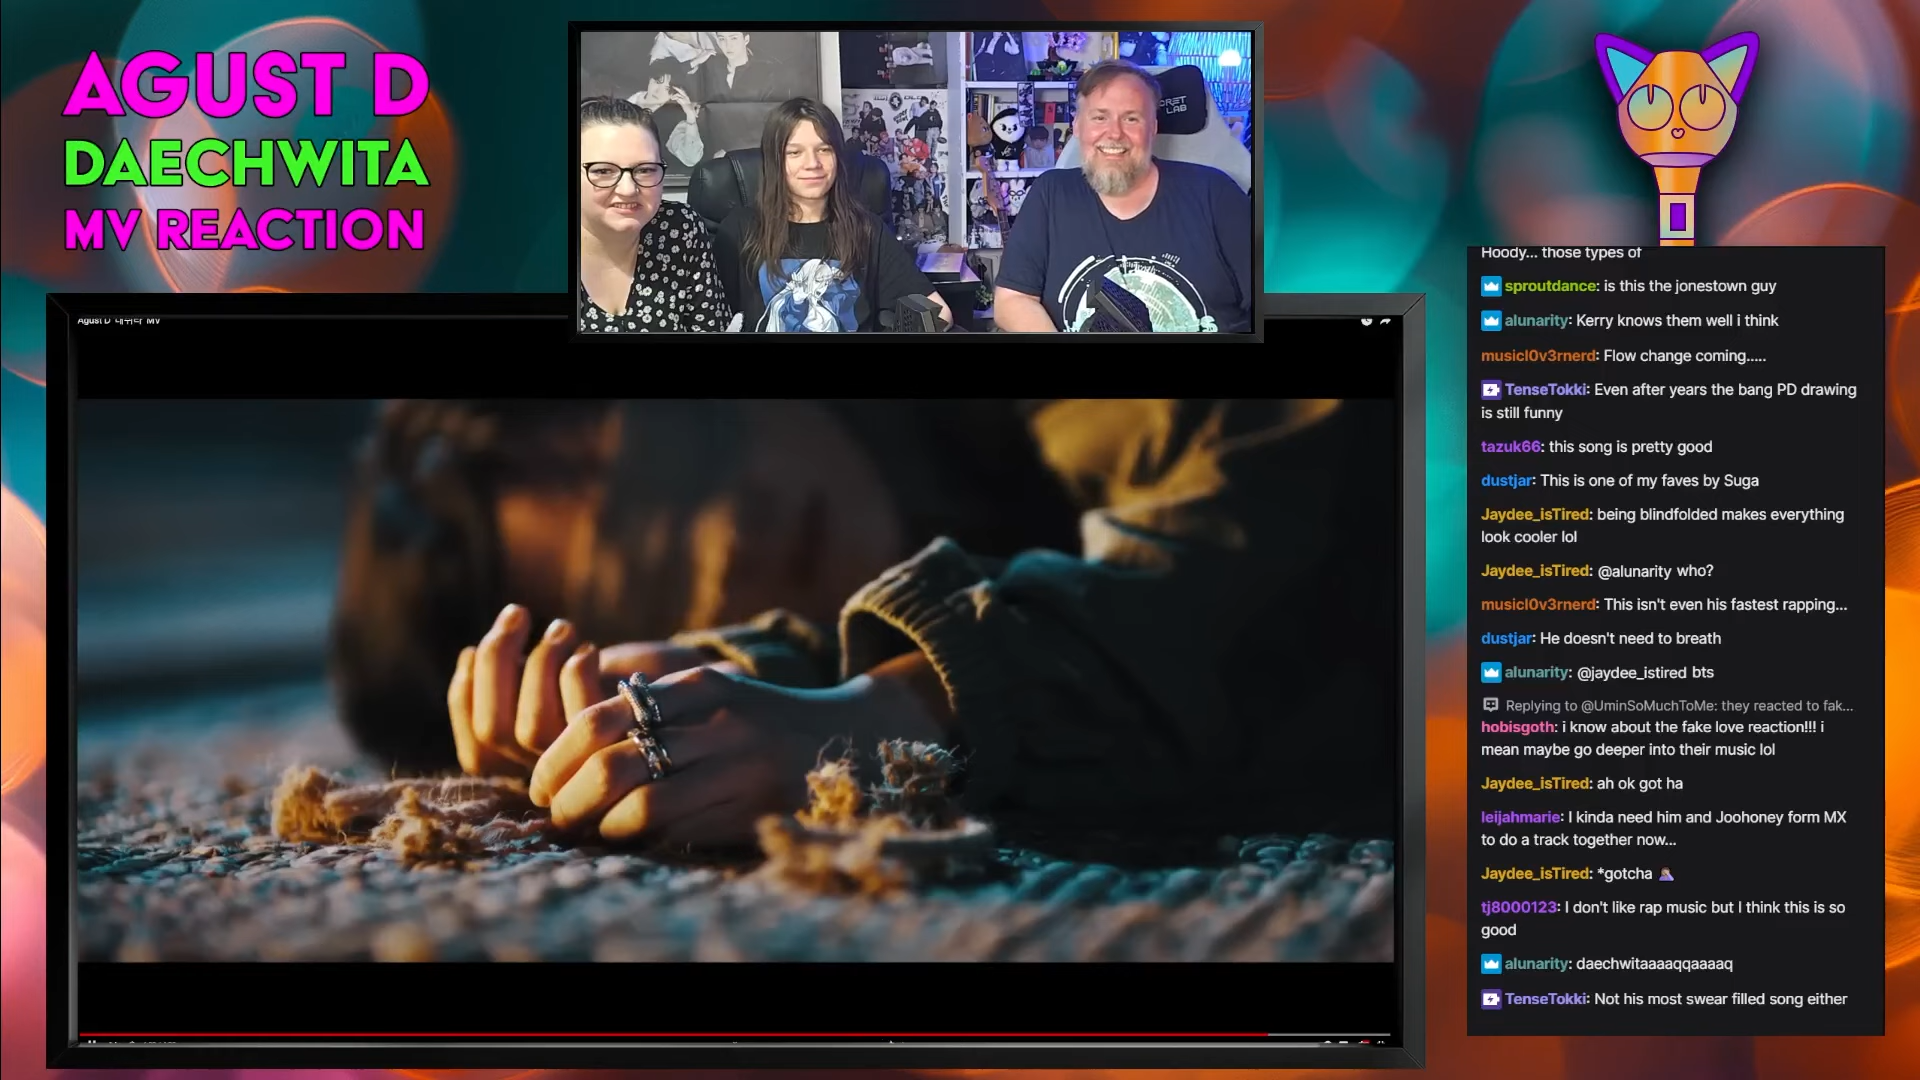 AGUST D
DAECHWITA
MV REACTION
SECRET
LAB
Agust D '대취타' MV
Hoody... those types of
sproutdance: is this the jonestown guy
alunarity: Kerry knows them well i think
musicl0v3rnerd: Flow change coming.....
TenseTokki: Even after years the bang PD drawing
is still funny
tazuk66: this song is pretty good
dustjar: This is one of my faves by Suga
Jaydee_isTired: being blindfolded makes everything
look cooler lol
Jaydee_isTired: @alunarity who?
musicl0v3rnerd: This isn't even his fastest rapping...
dustjar: He doesn't need to breath
alunarity: @jaydee_istired bts
Replying to @UminSoMuchToMe: they reacted to fak...
hobisgoth: i know about the fake love reaction!!! i
mean maybe go deeper into their music lol
Jaydee_isTired: ah ok got ha
leijahmarie: I kinda need him and Joohoney form MX
to do a track together now...
Jaydee_isTired: *gotcha 🤦🏽‍♀️
tj8000123: I don't like rap music but I think this is so
good
alunarity: daechwitaaaaqqaaaaq
TenseTokki: Not his most swear filled song either